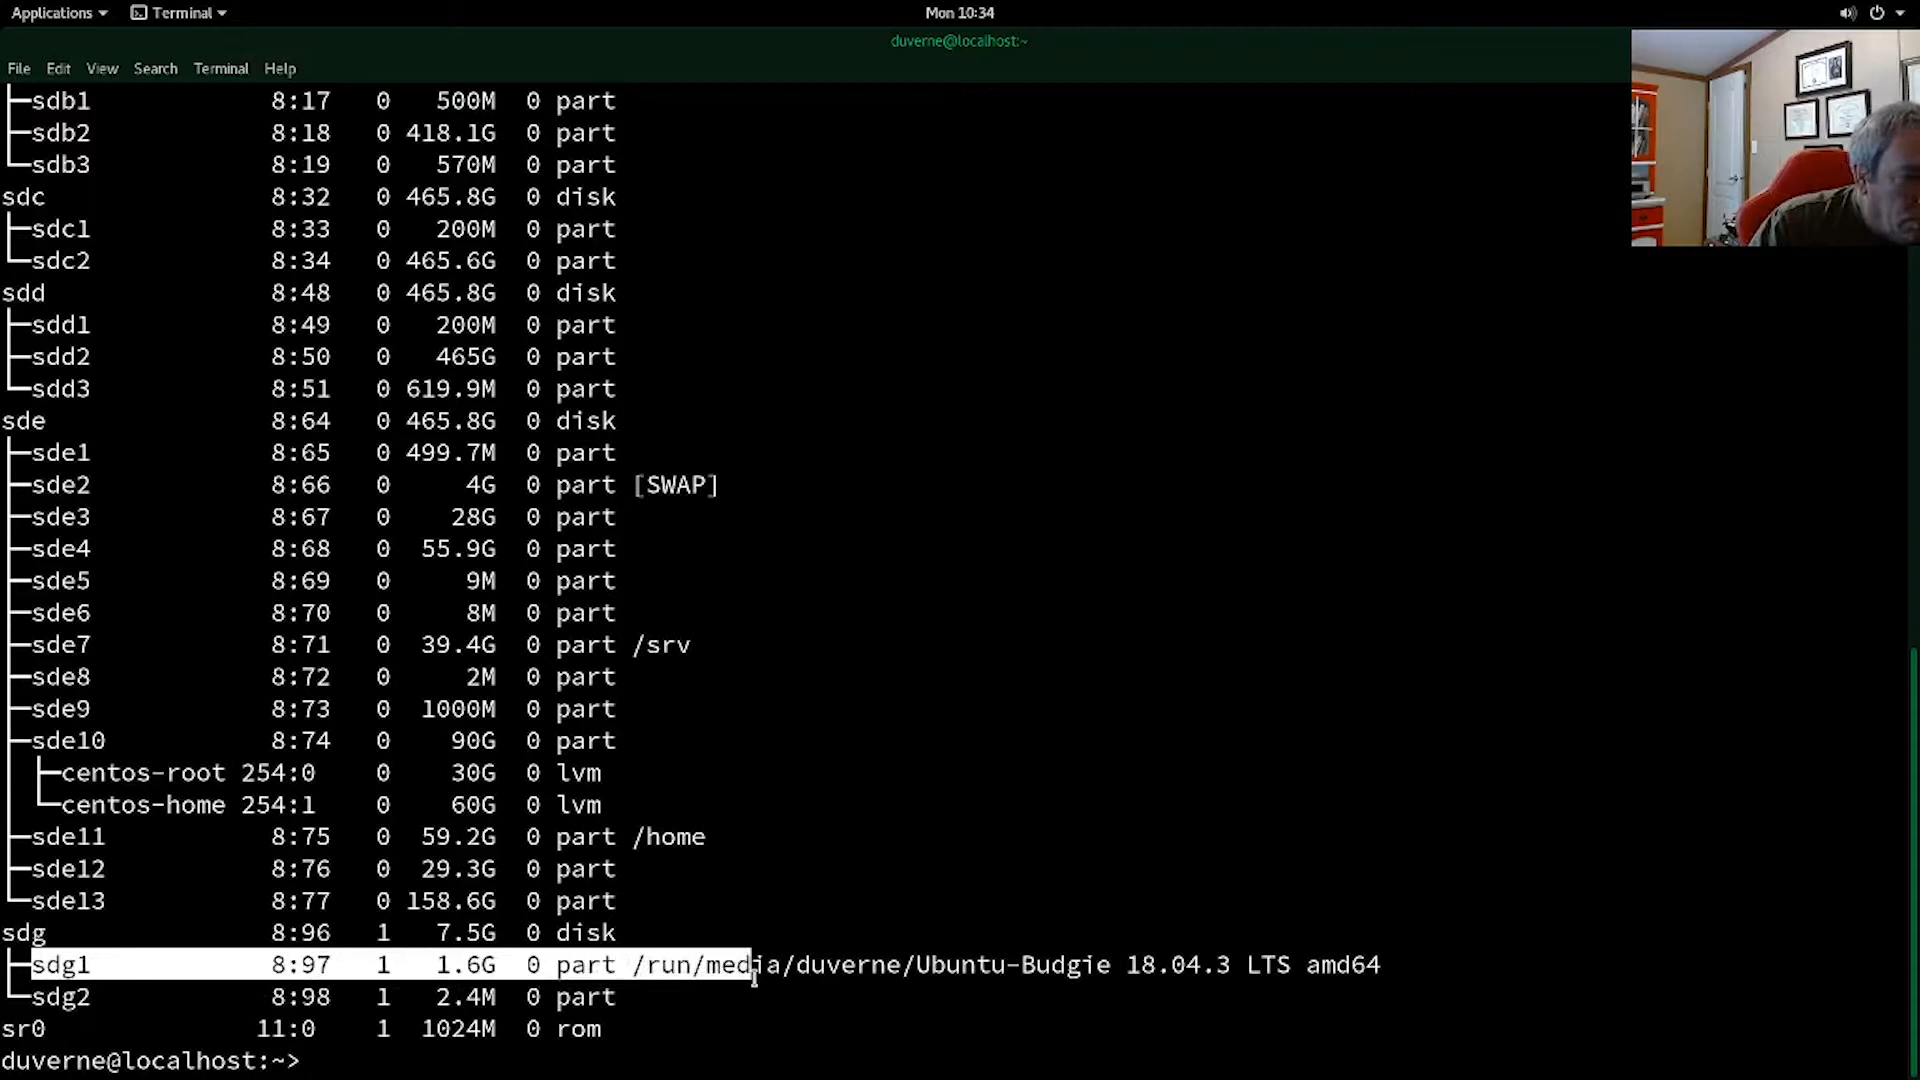 Applications Terminal Mon 10:34
duverne@localhost:~
File Edit View Search Terminal Help
├─sdb1 8:17 0 500M 0 part
├─sdb2 8:18 0 418.1G 0 part
└─sdb3 8:19 0 570M 0 part
sdc 8:32 0 465.8G 0 disk
├─sdc1 8:33 0 200M 0 part
└─sdc2 8:34 0 465.6G 0 part
sdd 8:48 0 465.8G 0 disk
├─sdd1 8:49 0 200M 0 part
├─sdd2 8:50 0 465G 0 part
└─sdd3 8:51 0 619.9M 0 part
sde 8:64 0 465.8G 0 disk
├─sde1 8:65 0 499.7M 0 part
├─sde2 8:66 0 4G 0 part [SWAP]
├─sde3 8:67 0 28G 0 part
├─sde4 8:68 0 55.9G 0 part
├─sde5 8:69 0 9M 0 part
├─sde6 8:70 0 8M 0 part
├─sde7 8:71 0 39.4G 0 part /srv
├─sde8 8:72 0 2M 0 part
├─sde9 8:73 0 1000M 0 part
├─sde10 8:74 0 90G 0 part
│ ├─centos-root 254:0 0 30G 0 lvm
│ └─centos-home 254:1 0 60G 0 lvm
├─sde11 8:75 0 59.2G 0 part /home
├─sde12 8:76 0 29.3G 0 part
└─sde13 8:77 0 158.6G 0 part
sdg 8:96 1 7.5G 0 disk
├─sdg1 8:97 1 1.6G 0 part /run/media/duverne/Ubuntu-Budgie 18.04.3 LTS amd64
└─sdg2 8:98 1 2.4M 0 part
sr0 11:0 1 1024M 0 rom
duverne@localhost:~>